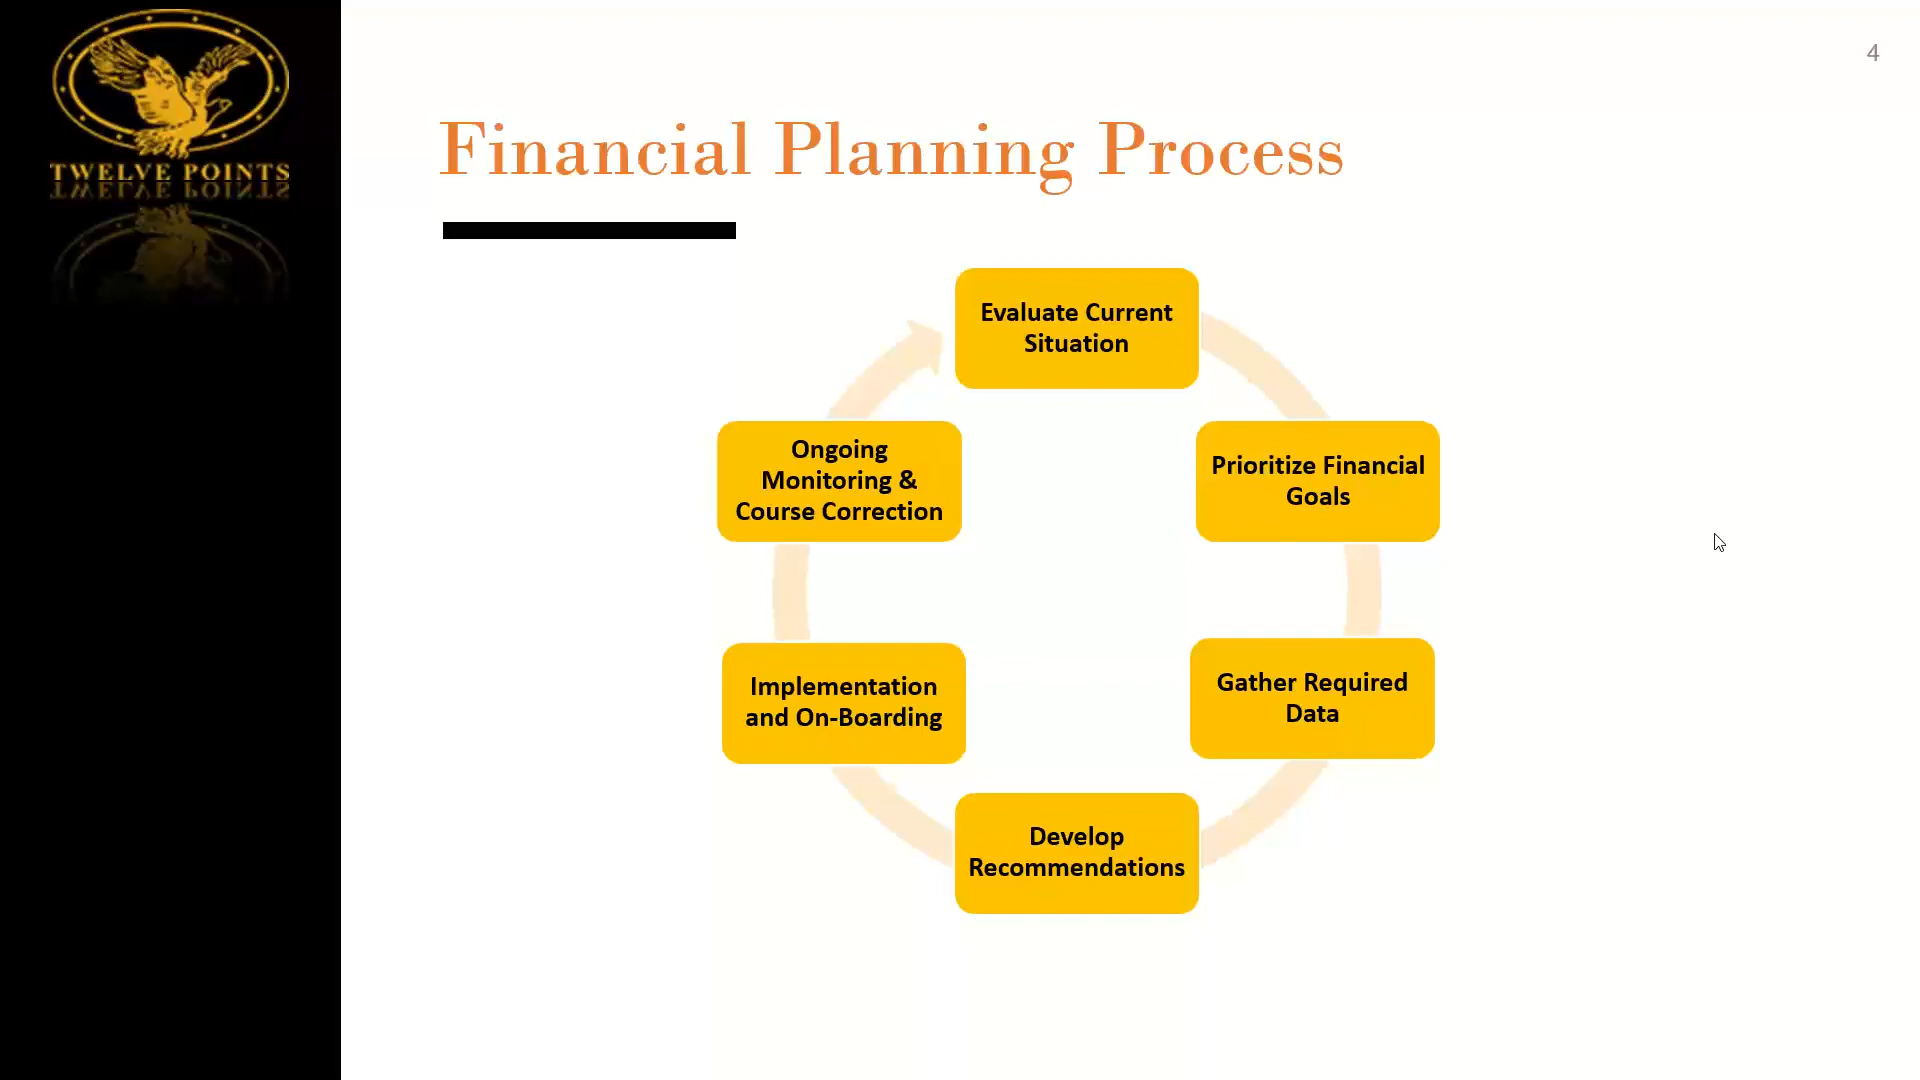 TWELVE POINTS
4
Financial Planning Process
Evaluate Current
Situation
Prioritize Financial
Goals
Gather Required
Data
Develop
Recommendations
Implementation
and On-Boarding
Ongoing
Monitoring &
Course Correction